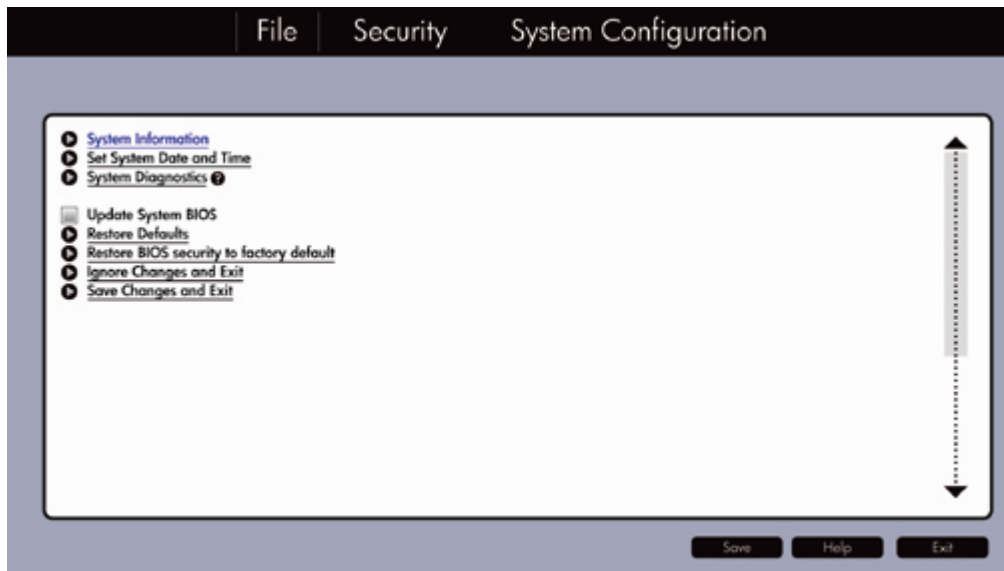 File Security System Configuration
System Information
Set System Date and Time
System Diagnostics ?
Update System BIOS
Restore Defaults
Restore BIOS security to factory default
Ignore Changes and Exit
Save Changes and Exit
Save Help Exit